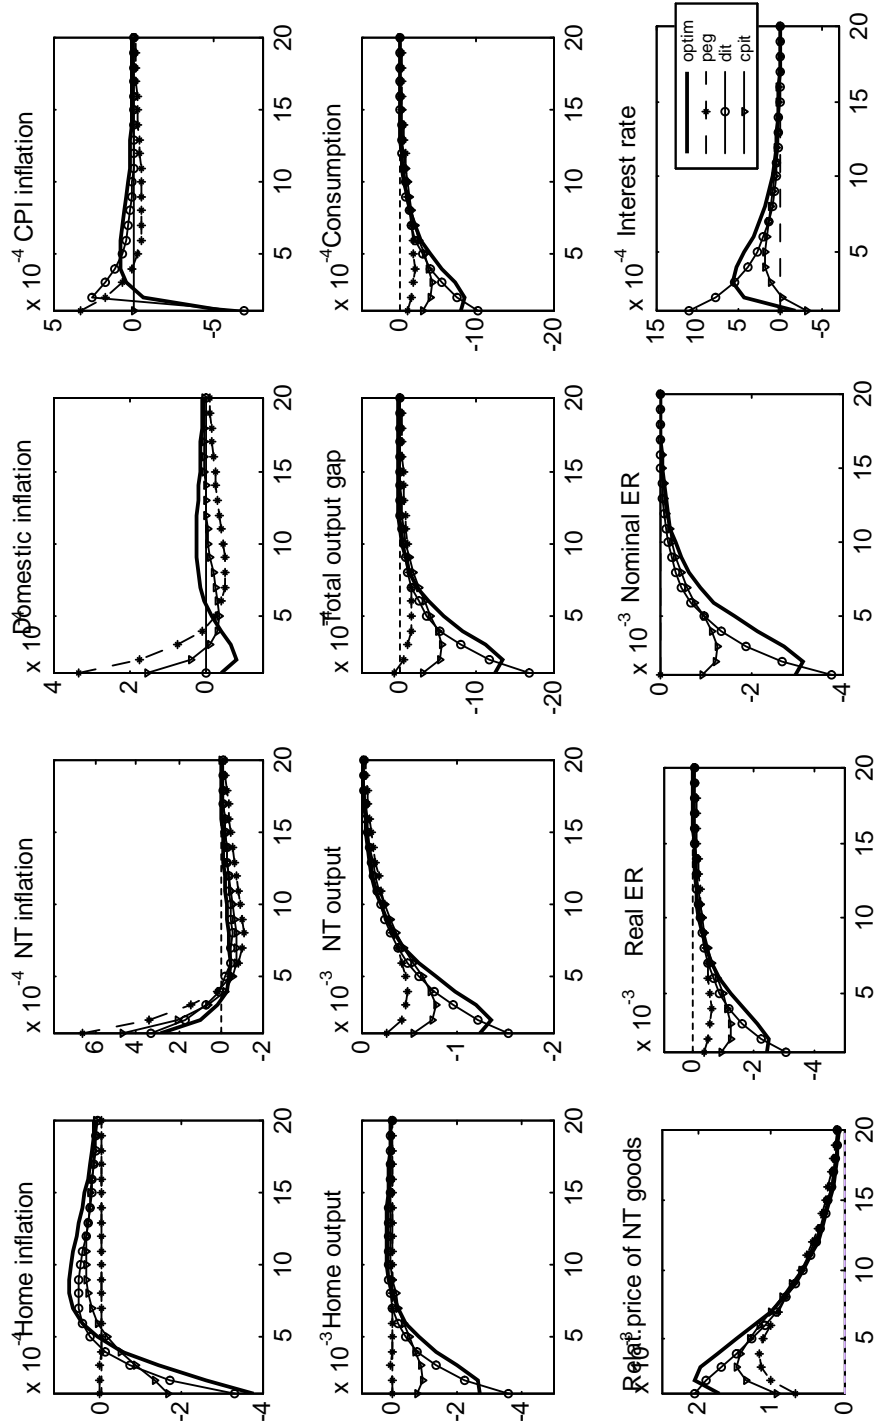 x 10-4 Home inflation
0
-2
-4
5 10 15 20
x 10-4 NT inflation
6
4
2
0
-2
5 10 15 20
x 10 Domestic inflation
4
2
0
5 10 15 20
x 10-4 CPI inflation
5
0
-5
5 10 15 20
x 10-3 Home output
0
-2
-4
5 10 15 20
x 10-3 NT output
0
-1
-2
5 10 15 20
x 10 Total output gap
0
-10
-20
5 10 15 20
x 10-4 Consumption
0
-10
-20
5 10 15 20
Relat. price of NT goods
2
1
0
5 10 15 20
x 10-3 Real ER
0
-2
-4
5 10 15 20
x 10-3 Nominal ER
0
-2
-4
5 10 15 20
x 10-4 Interest rate
15
10
5
0
-5
5 10 15 20
optim
peg
dit
cpit